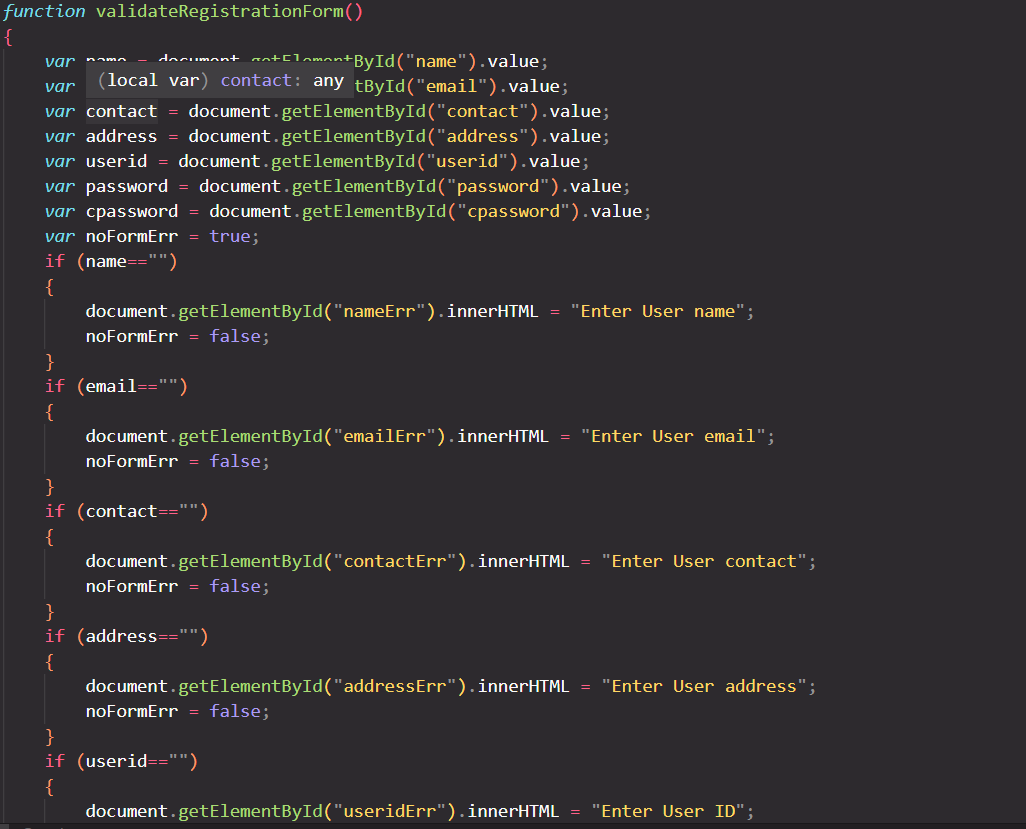 function validateRegistrationForm()
{
var name = document.getElementById("name").value;
var tById("email").value;
(local var) contact: any
var contact = document.getElementById("contact").value;
var address = document.getElementById("address").value;
var userid = document.getElementById("userid").value;
var password = document.getElementById("password").value;
var cpassword = document.getElementById("cpassword").value;
var noFormErr = true;
if (name=="")
{
document.getElementById("nameErr").innerHTML = "Enter User name";
noFormErr = false;
}
if (email=="")
{
document.getElementById("emailErr").innerHTML = "Enter User email";
noFormErr = false;
}
if (contact=="")
{
document.getElementById("contactErr").innerHTML = "Enter User contact";
noFormErr = false;
}
if (address=="")
{
document.getElementById("addressErr").innerHTML = "Enter User address";
noFormErr = false;
}
if (userid=="")
{
document.getElementById("useridErr").innerHTML = "Enter User ID";